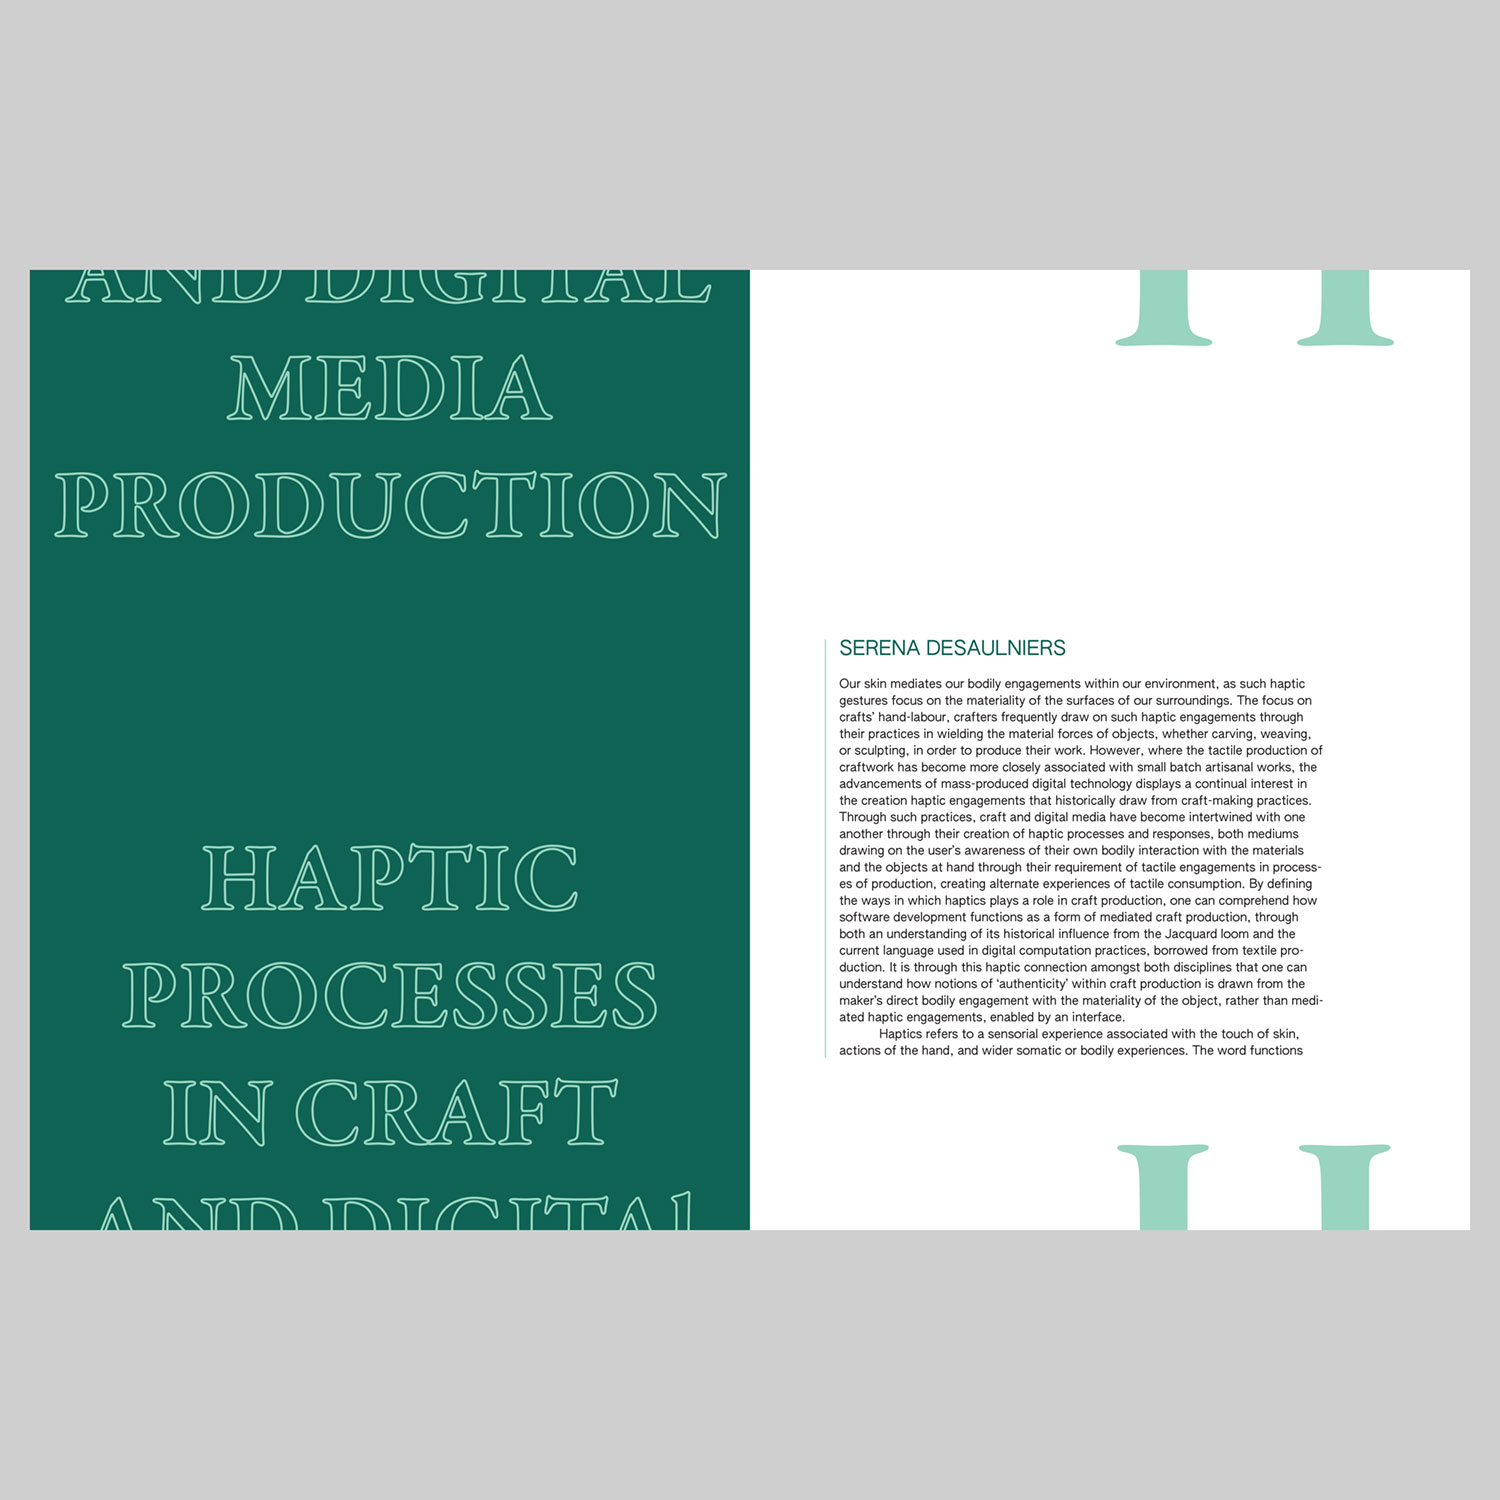 AND DIGITAL
MEDIA
PRODUCTION
HAPTIC
PROCESSES
IN CRAFT
AND DIGITAL
SERENA DESAULNIERS
Our skin mediates our bodily engagements within our environment, as such haptic
gestures focus on the materiality of the surfaces of our surroundings. The focus on
crafts’ hand-labour, crafters frequently draw on such haptic engagements through
their practices in wielding the material forces of objects, whether carving, weaving,
or sculpting, in order to produce their work. However, where the tactile production of
craftwork has become more closely associated with small batch artisanal works, the
advancements of mass-produced digital technology displays a continual interest in
the creation haptic engagements that historically draw from craft-making practices.
Through such practices, craft and digital media have become intertwined with one
another through their creation of haptic processes and responses, both mediums
drawing on the user’s awareness of their own bodily interaction with the materials
and the objects at hand through their requirement of tactile engagements in process-
es of production, creating alternate experiences of tactile consumption. By defining
the ways in which haptics plays a role in craft production, one can comprehend how
software development functions as a form of mediated craft production, through
both an understanding of its historical influence from the Jacquard loom and the
current language used in digital computation practices, borrowed from textile pro-
duction. It is through this haptic connection amongst both disciplines that one can
understand how notions of ‘authenticity’ within craft production is drawn from the
maker’s direct bodily engagement with the materiality of the object, rather than medi-
ated haptic engagements, enabled by an interface.
Haptics refers to a sensorial experience associated with the touch of skin,
actions of the hand, and wider somatic or bodily experiences. The word functions